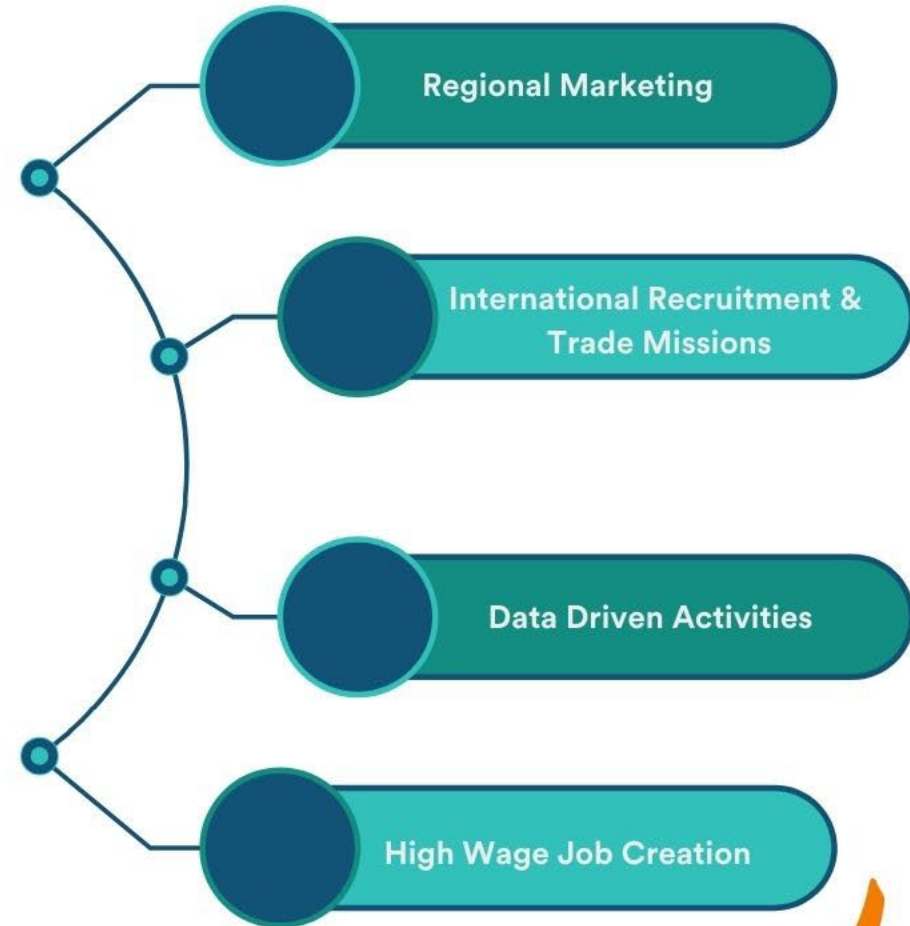 Regional Marketing
International Recruitment &
Trade Missions
Data Driven Activities
High Wage Job Creation